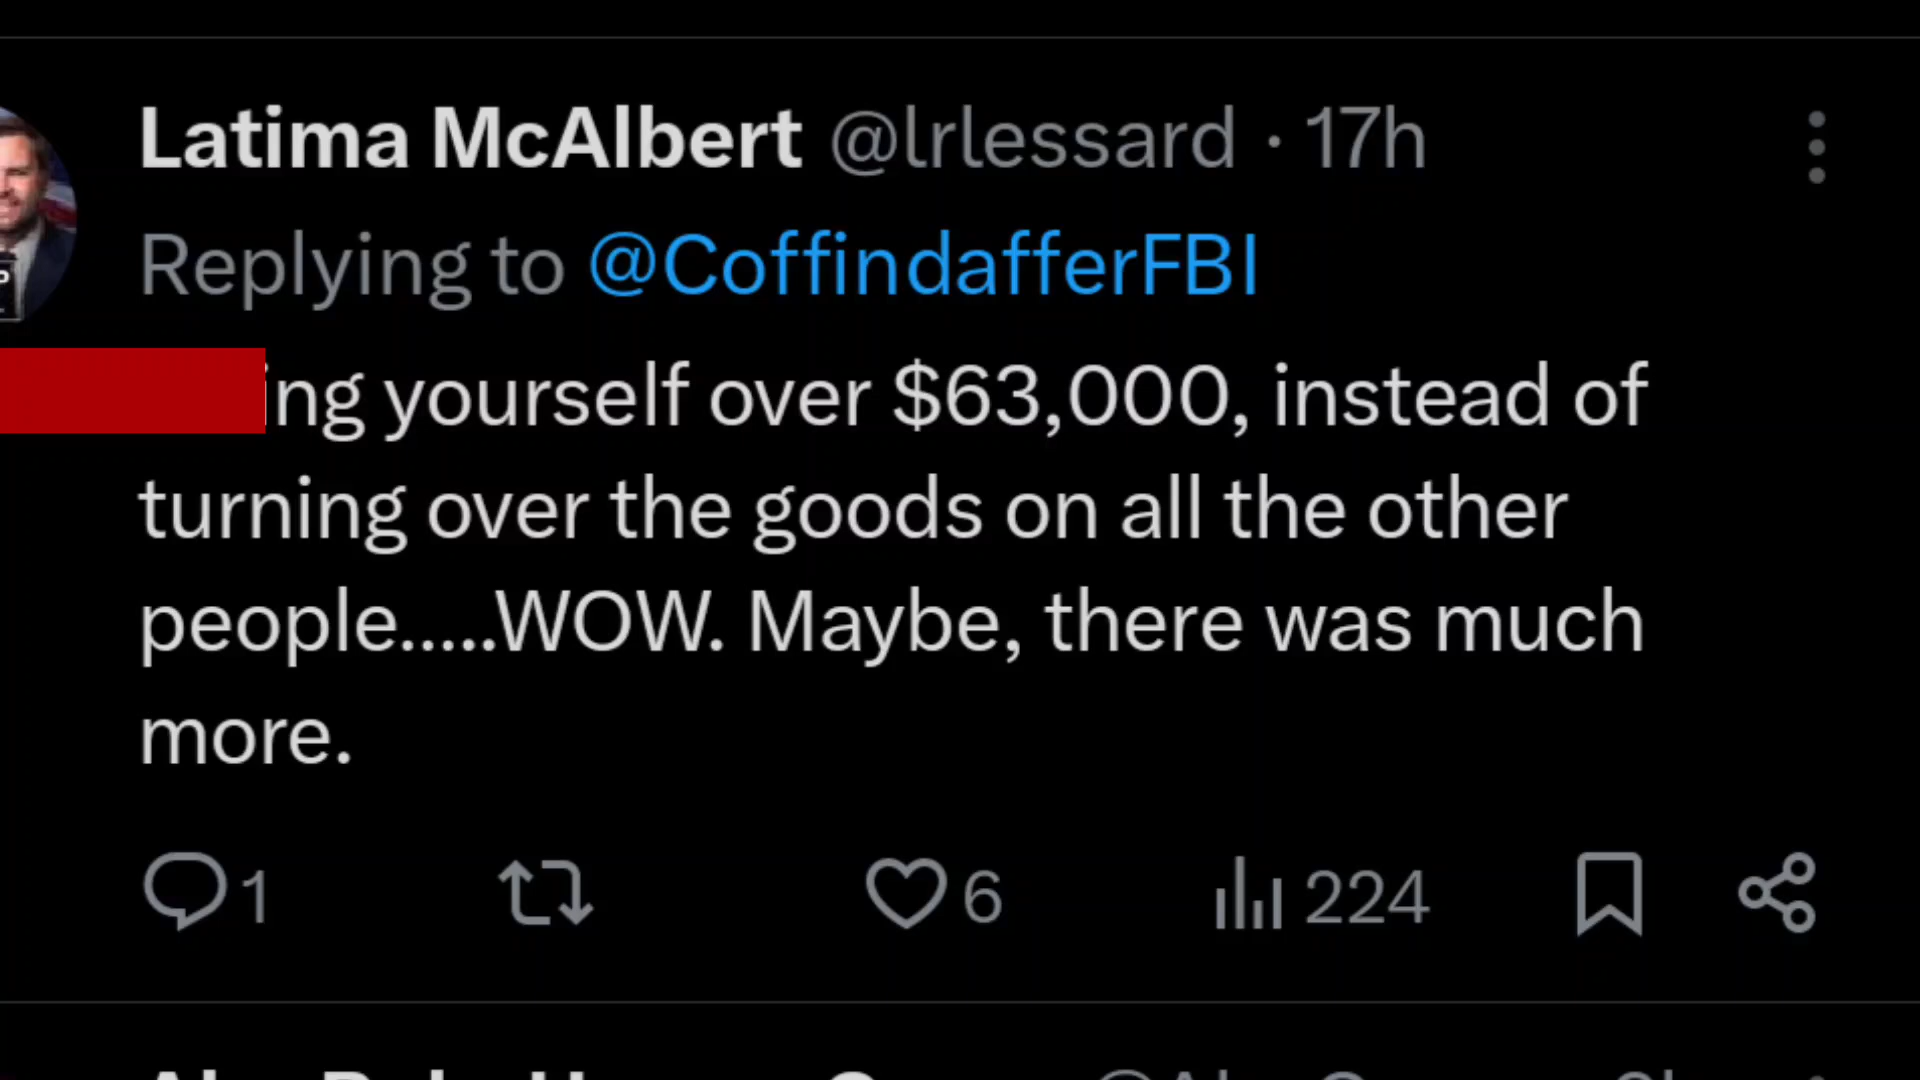 Latima McAlbert @lrlessard · 17h
Replying to @CoffindafferFBI
ing yourself over $63,000, instead of
turning over the goods on all the other
people.....WOW. Maybe, there was much
more.
1 6 224